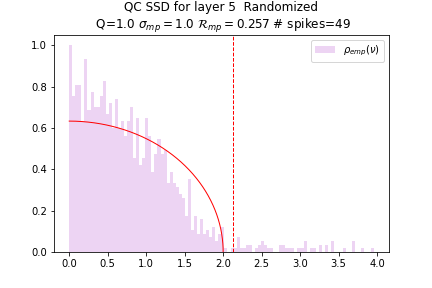 QC SSD for layer 5 Randomized
Q=1.0 σ_mp = 1.0 ℛ_mp = 0.257 # spikes=49
ρ_emp(ν)
1.0
0.8
0.6
0.4
0.2
0.0
0.0 0.5 1.0 1.5 2.0 2.5 3.0 3.5 4.0